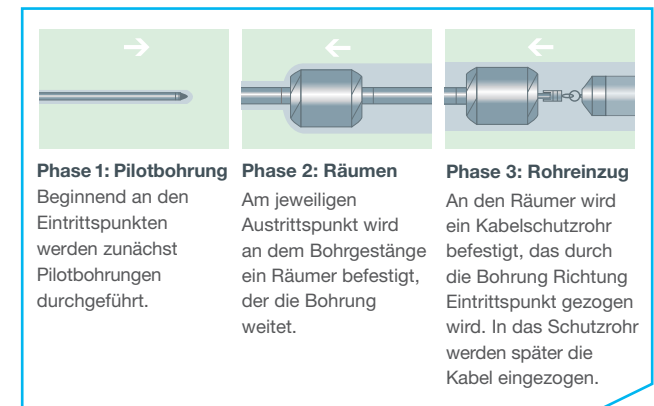 Phase 1: Pilotbohrung
Beginnend an den
Eintrittspunkten
werden zunächst
Pilotbohrungen
durchgeführt.
Phase 2: Räumen
Am jeweiligen
Austrittspunkt wird
an dem Bohrgestänge
ein Räumer befestigt,
der die Bohrung
weitet.
Phase 3: Rohreinzug
An den Räumer wird
ein Kabelschutzrohr
befestigt, das durch
die Bohrung Richtung
Eintrittspunkt gezogen
wird. In das Schutzrohr
werden später die
Kabel eingezogen.